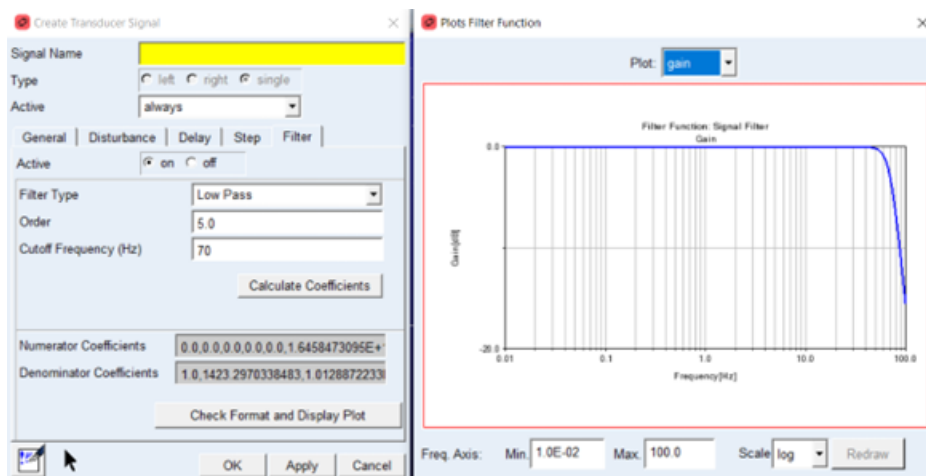 Create Transducer Signal
Signal Name
Type left right single
Active always
General Disturbance Delay Step Filter
Active on off
Filter Type Low Pass
Order 5.0
Cutoff Frequency (Hz) 70
Calculate Coefficients
Numerator Coefficients 0.0,0.0,0.0,0.0,0.0,1.6458473095E+
Denominator Coefficients 1.0,1423.2970338483,1.012887223
Check Format and Display Plot
OK Apply Cancel
Plots Filter Function
Plot: gain
Filter Function: Signal Filter
Gain
0.0
Gain[dB]
-20.0
0.01 0.1 1.0 10.0 100.0
Frequency[Hz]
Freq. Axis: Min. 1.0E-02 Max. 100.0 Scale log Redraw